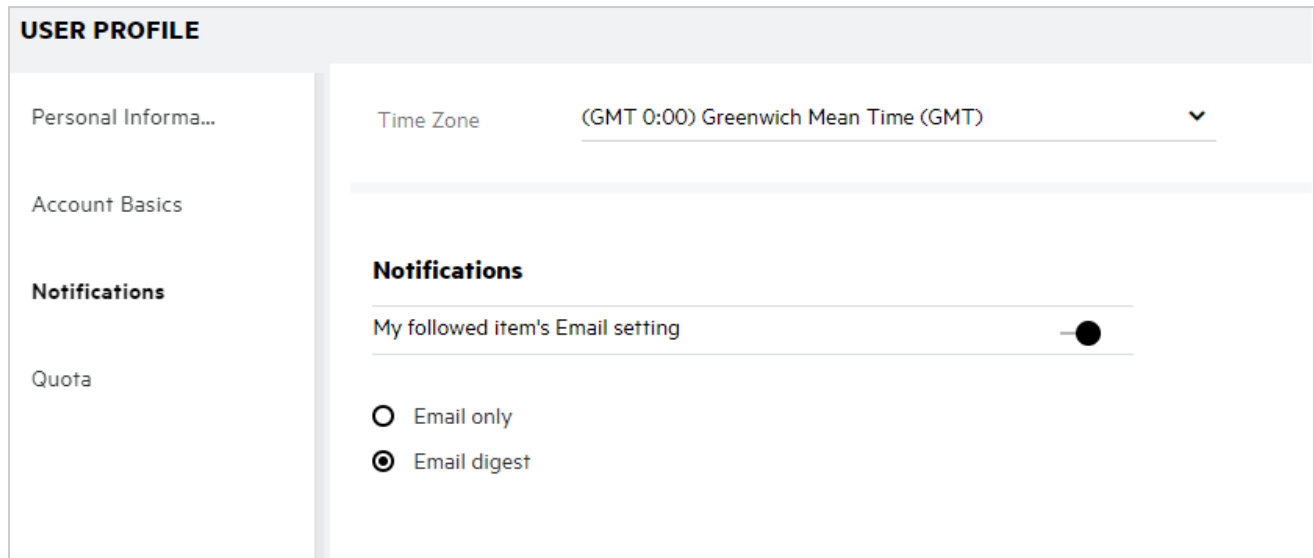 USER PROFILE
Personal Informa...
Account Basics
Notifications
Quota
Time Zone (GMT 0:00) Greenwich Mean Time (GMT)
Notifications
My followed item's Email setting
Email only
Email digest